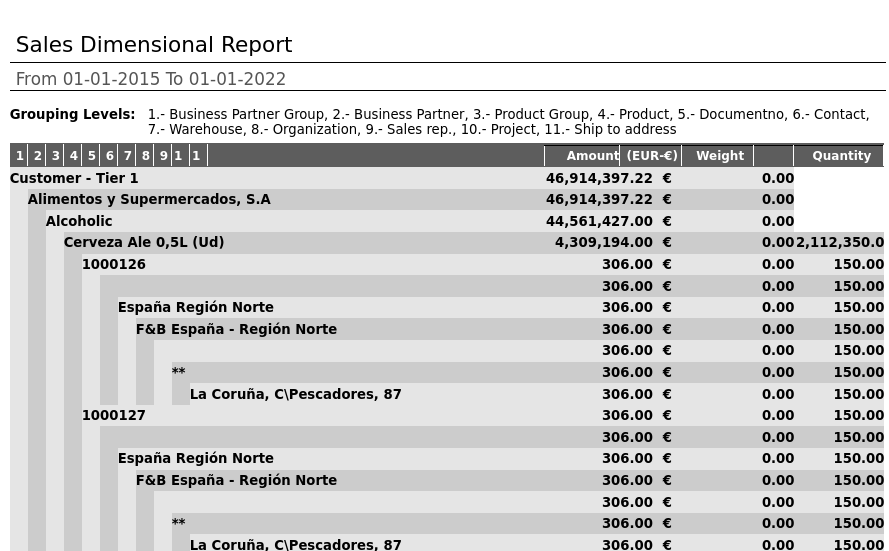 Sales Dimensional Report
From 01-01-2015 To 01-01-2022
Grouping Levels: 1.- Business Partner Group, 2.- Business Partner, 3.- Product Group, 4.- Product, 5.- Documentno, 6.- Contact,
7.- Warehouse, 8.- Organization, 9.- Sales rep., 10.- Project, 11.- Ship to address
1 2 3 4 5 6 7 8 9 1 1 Amount (EUR-€) Weight Quantity
Customer - Tier 1 46,914,397.22 € 0.00
Alimentos y Supermercados, S.A 46,914,397.22 € 0.00
Alcoholic 44,561,427.00 € 0.00
Cerveza Ale 0,5L (Ud) 4,309,194.00 € 0.00 2,112,350.0
1000126 306.00 € 0.00 150.00
306.00 € 0.00 150.00
España Región Norte 306.00 € 0.00 150.00
F&B España - Región Norte 306.00 € 0.00 150.00
306.00 € 0.00 150.00
** 306.00 € 0.00 150.00
La Coruña, C\Pescadores, 87 306.00 € 0.00 150.00
1000127 306.00 € 0.00 150.00
306.00 € 0.00 150.00
España Región Norte 306.00 € 0.00 150.00
F&B España - Región Norte 306.00 € 0.00 150.00
306.00 € 0.00 150.00
** 306.00 € 0.00 150.00
La Coruña, C\Pescadores, 87 306.00 € 0.00 150.00